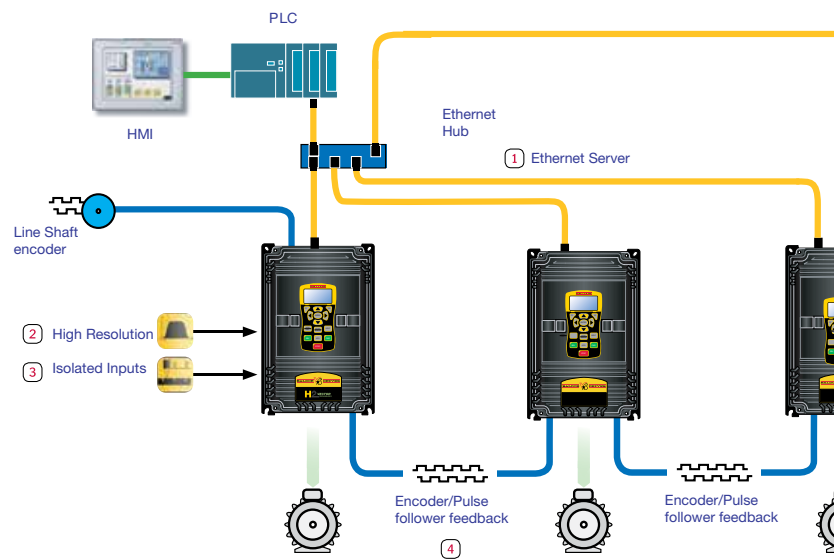 PLC
HMI
Ethernet
Hub
1 Ethernet Server
Line Shaft
encoder
2 High Resolution
3 Isolated Inputs
H2
Encoder/Pulse
follower feedback
4
Encoder/Pulse
follower feedback